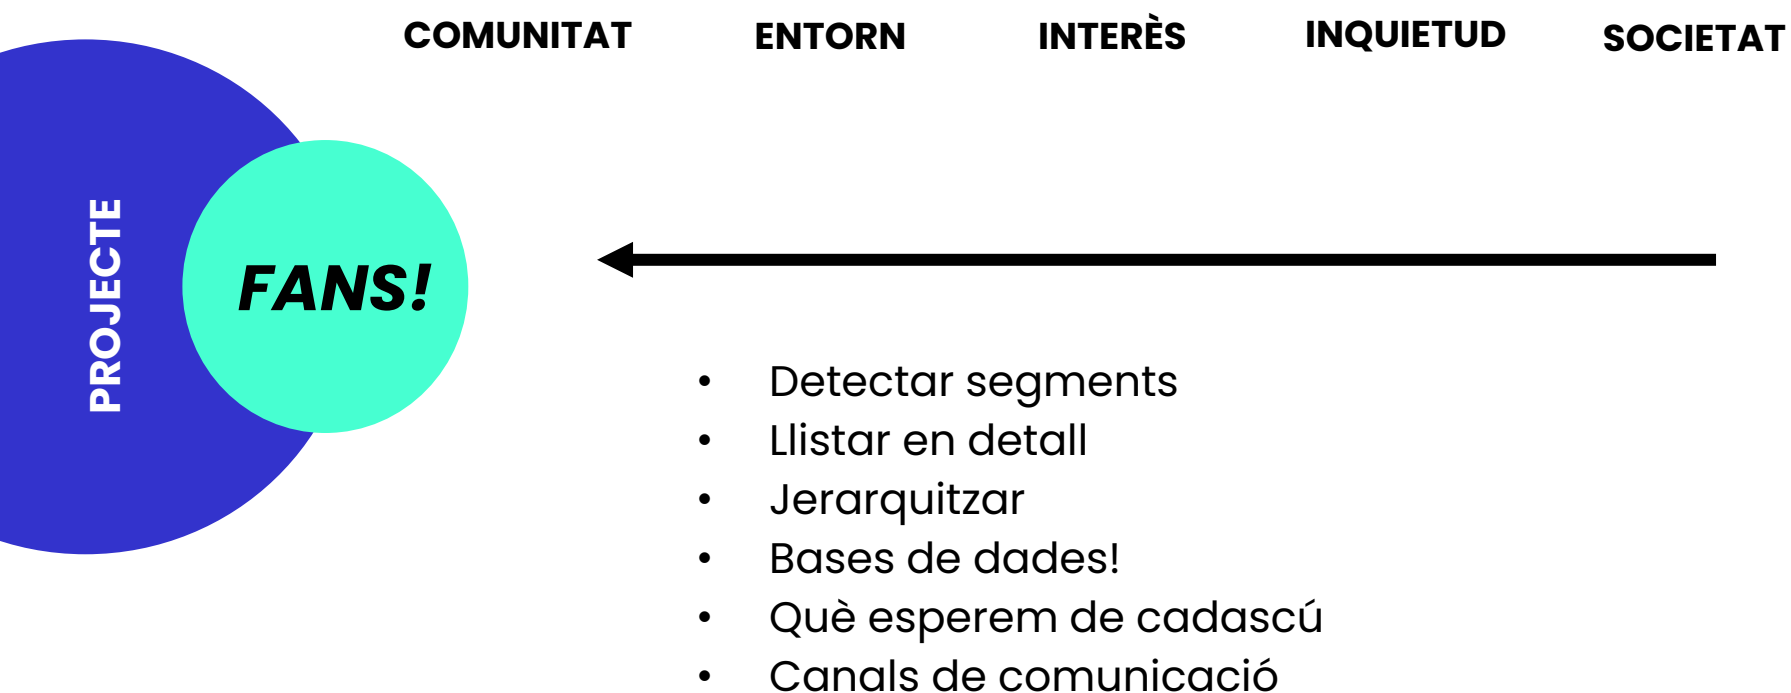 COMUNITAT ENTORN INTERÈS INQUIETUD SOCIETAT
PROJECTE
FANS!
• Detectar segments
• Llistar en detall
• Jerarquitzar
• Bases de dades!
• Què esperem de cadascú
• Canals de comunicació